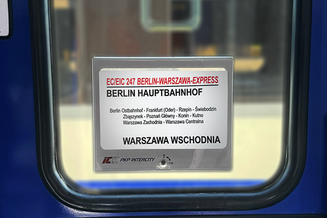 EC/EIC 247 BERLIN-WARSZAWA-EXPRESS
BERLIN HAUPTBAHNHOF
Berlin Ostbahnhof - Frankfurt (Oder) - Rzepin - Świebodzin
Zbąszynek - Poznań Główny - Konin - Kutno
Warszawa Zachodnia - Warszawa Centralna
WARSZAWA WSCHODNIA
IC PKP INTERCITY